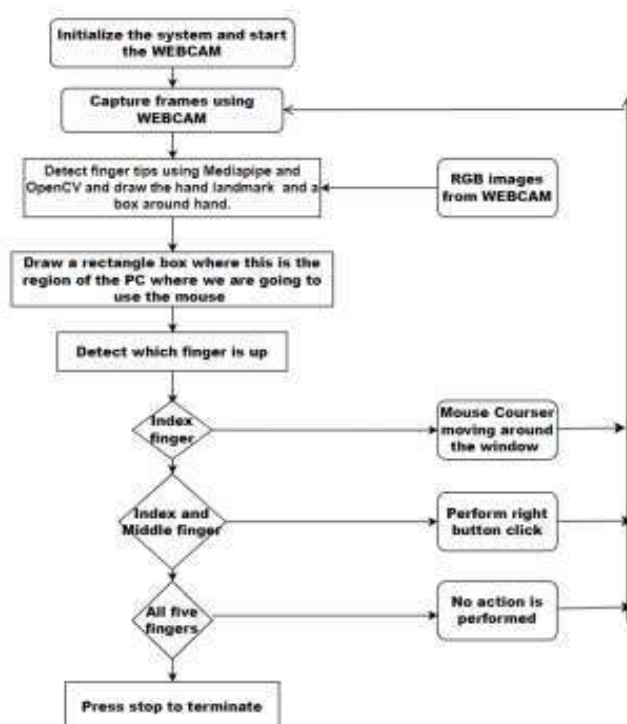 Initialize the system and start
the WEBCAM
Capture frames using
WEBCAM
Detect finger tips using Mediapipe and
OpenCV and draw the hand landmark and a
box around hand.
RGB images
from WEBCAM
Draw a rectangle box where this is the
region of the PC where we are going to
use the mouse
Detect which finger is up
Index
finger
Mouse Courser
moving around
the window
Index and
Middle finger
Perform right
button click
All five
fingers
No action is
performed
Press stop to terminate